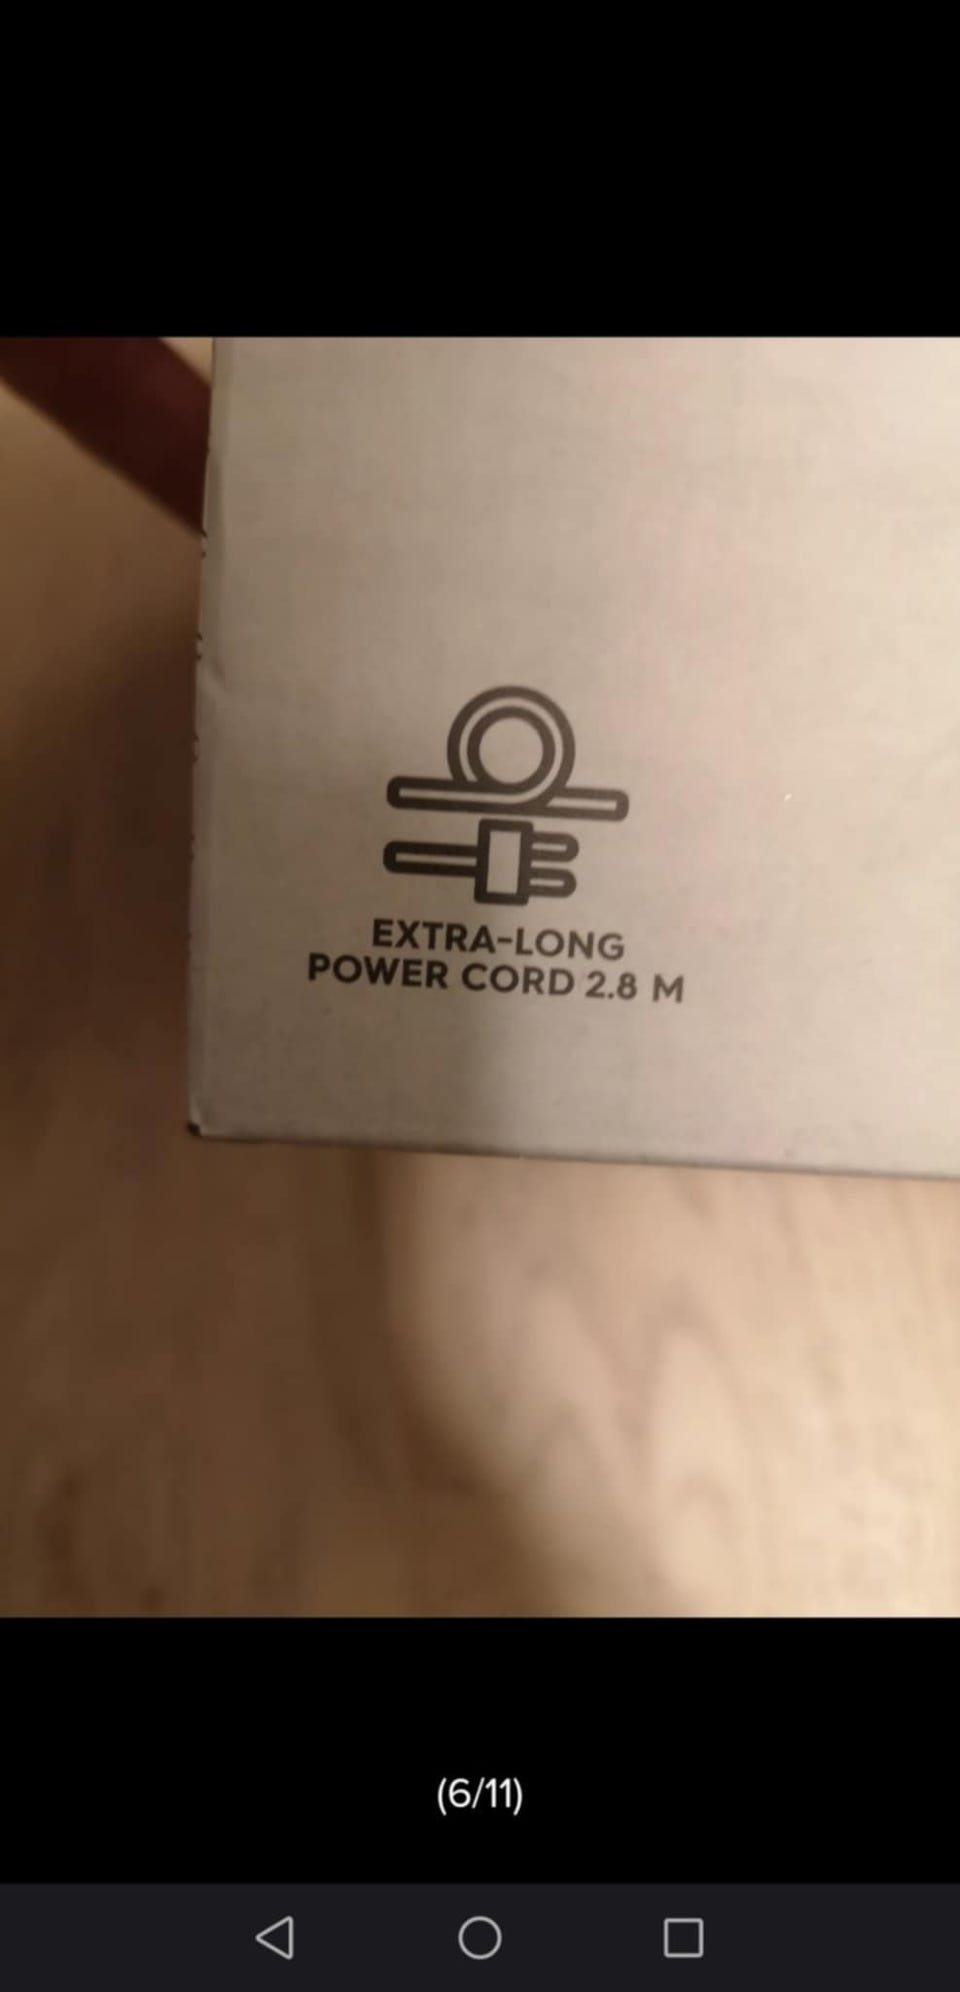 EXTRA-LONG
POWER CORD 2.8 M
(6/11)